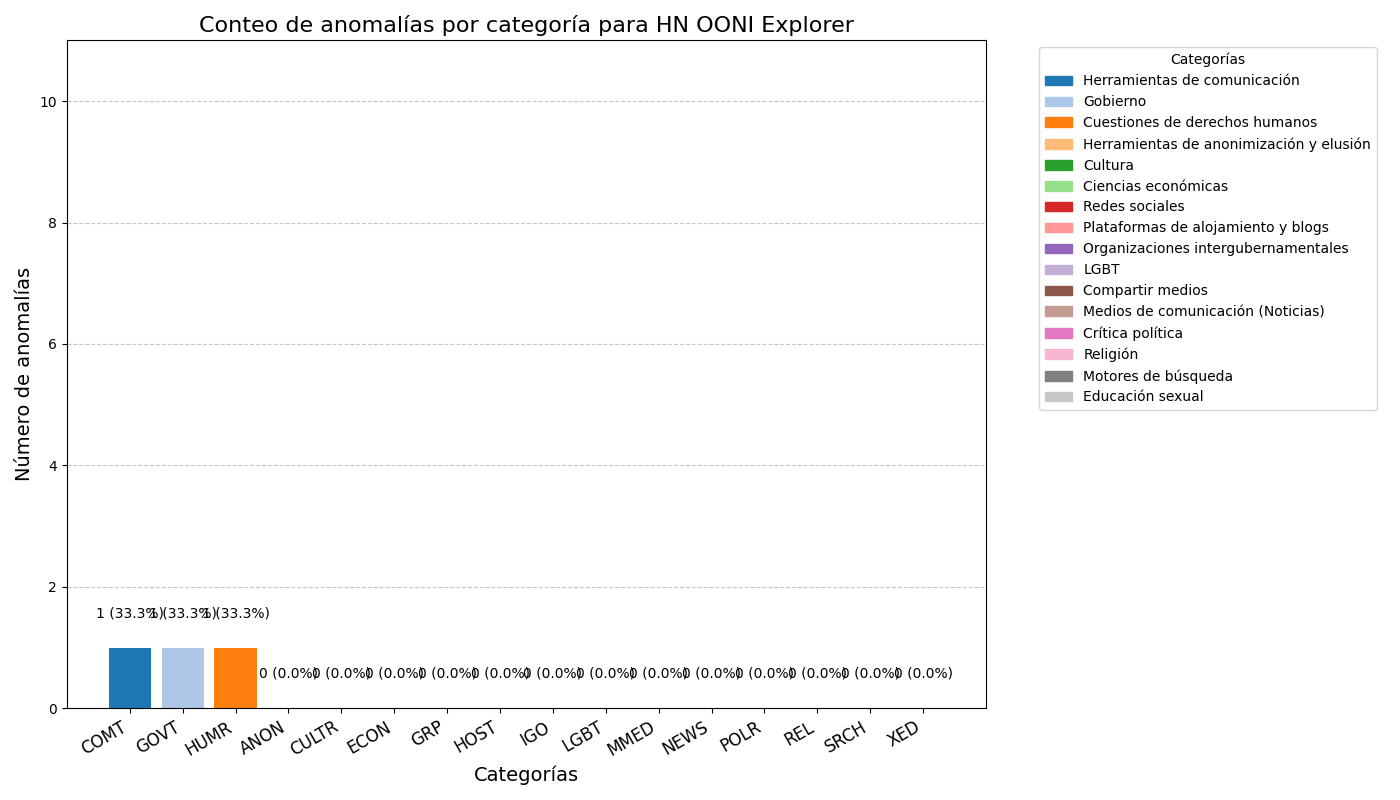 Conteo de anomalías por categoría para HN OONI Explorer
Número de anomalías
10
8
6
4
2
0
1 (33.3%)
1 (33.3%)
1 (33.3%)
0 (0.0%)
0 (0.0%)
0 (0.0%)
0 (0.0%)
0 (0.0%)
0 (0.0%)
0 (0.0%)
0 (0.0%)
0 (0.0%)
0 (0.0%)
0 (0.0%)
0 (0.0%)
0 (0.0%)
COMT
GOVT
HUMR
ANON
CULTR
ECON
GRP
HOST
IGO
LGBT
MMED
NEWS
POLR
REL
SRCH
XED
Categorías
Categorías
Herramientas de comunicación
Gobierno
Cuestiones de derechos humanos
Herramientas de anonimización y elusión
Cultura
Ciencias económicas
Redes sociales
Plataformas de alojamiento y blogs
Organizaciones intergubernamentales
LGBT
Compartir medios
Medios de comunicación (Noticias)
Crítica política
Religión
Motores de búsqueda
Educación sexual